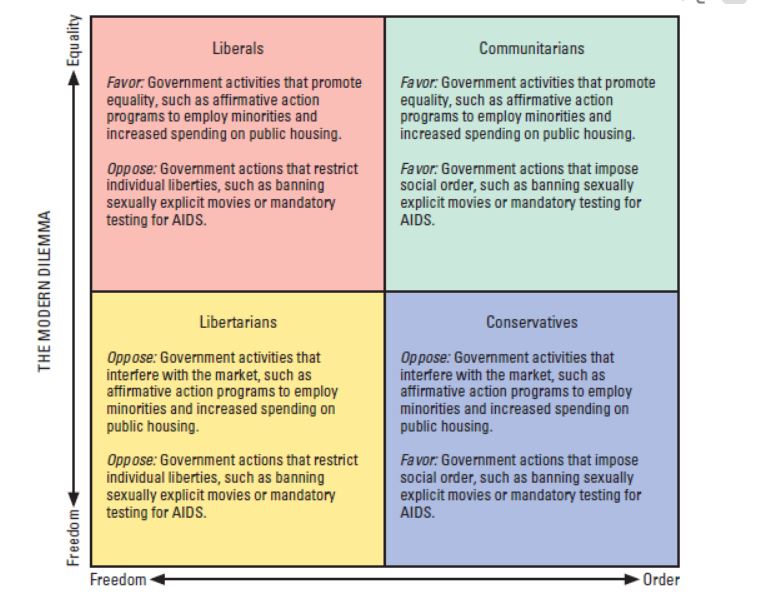 Equality
THE MODERN DILEMMA
Freedom
Liberals
Favor: Government activities that promote
equality, such as affirmative action
programs to employ minorities and
increased spending on public housing.
Oppose: Government actions that restrict
individual liberties, such as banning
sexually explicit movies or mandatory
testing for AIDS.
Communitarians
Favor: Government activities that promote
equality, such as affirmative action
programs to employ minorities and
increased spending on public housing.
Favor: Government actions that impose
social order, such as banning sexually
explicit movies or mandatory testing for
AIDS.
Libertarians
Oppose: Government activities that
interfere with the market, such as
affirmative action programs to employ
minorities and increased spending on
public housing.
Oppose: Government actions that restrict
individual liberties, such as banning
sexually explicit movies or mandatory
testing for AIDS.
Conservatives
Oppose: Government activities that
interfere with the market, such as
affirmative action programs to employ
minorities and increased spending on
public housing.
Favor: Government actions that impose
social order, such as banning sexually
explicit movies or mandatory testing for
AIDS.
Freedom
Order